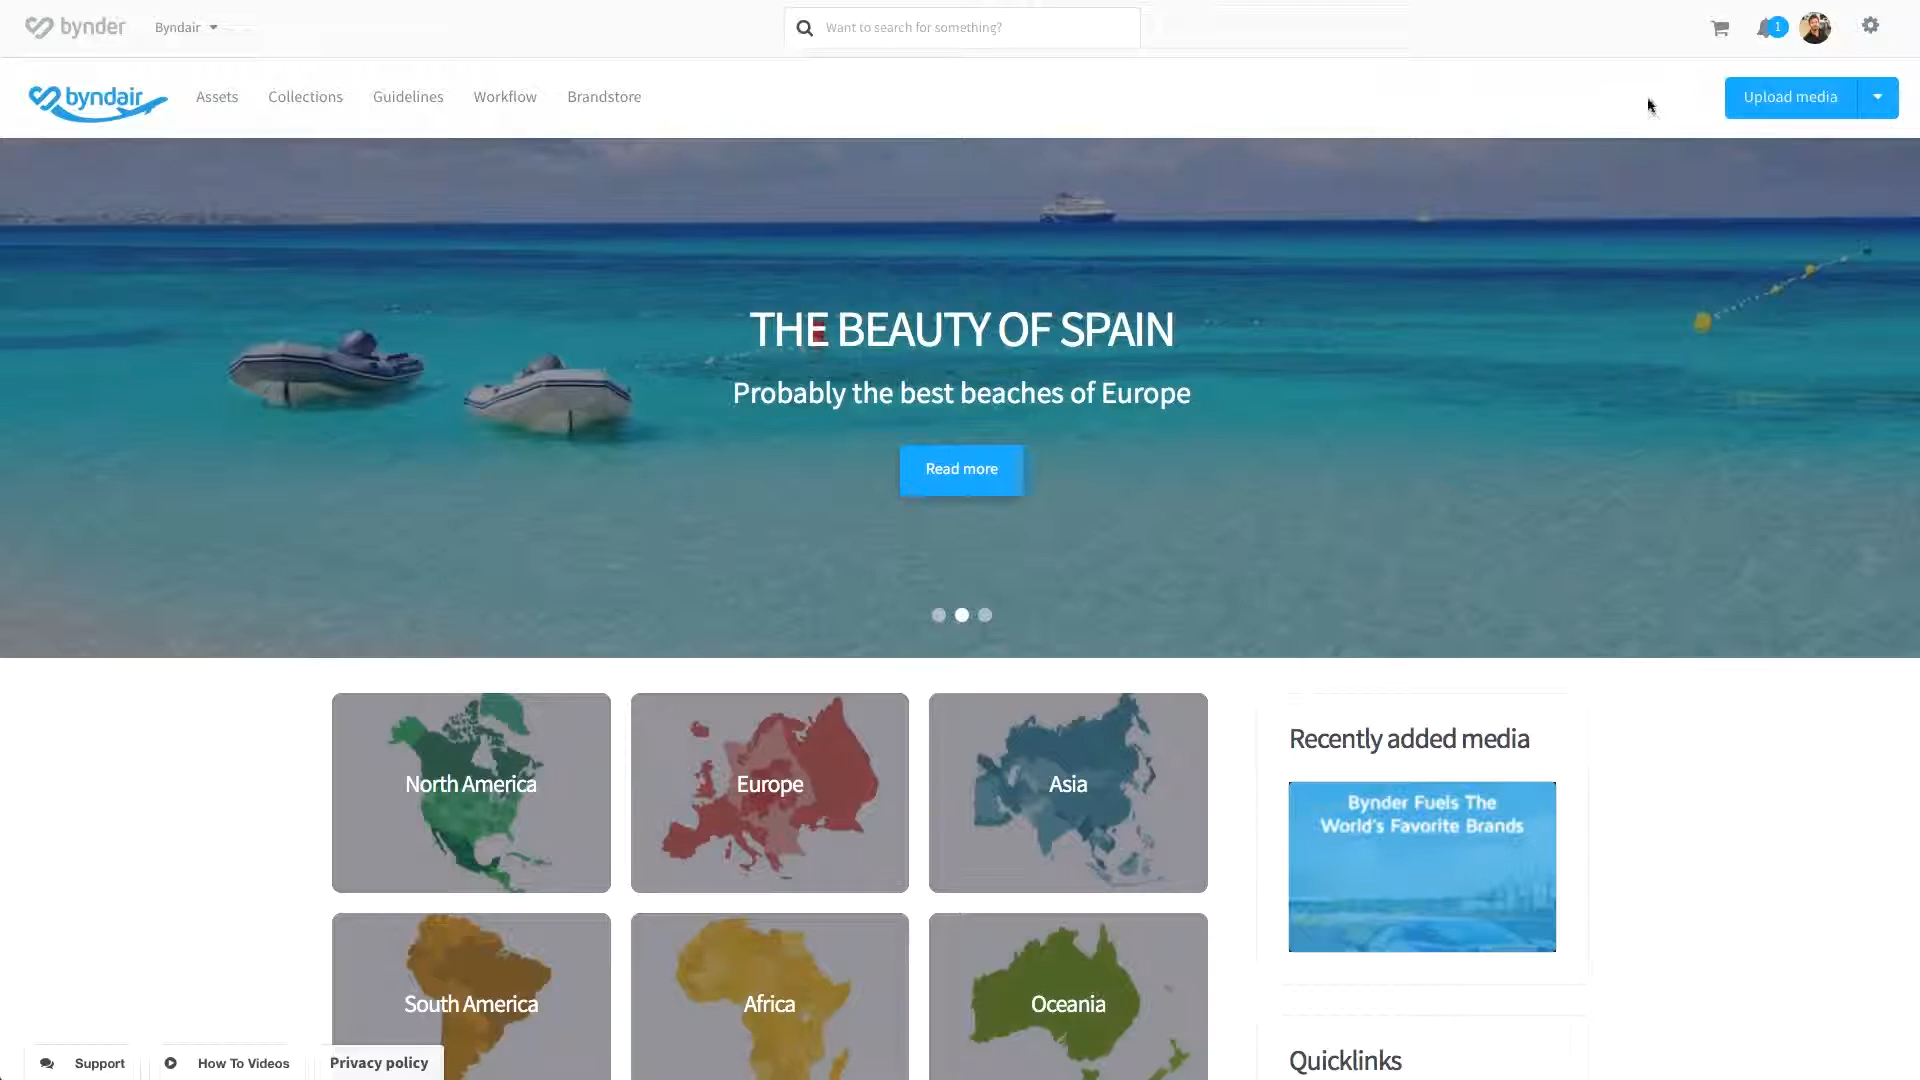 bynder
Byndair
Want to search for something?
1
byndair
Assets
Collections
Guidelines
Workflow
Brandstore
Upload media
THE BEAUTY OF SPAIN
Probably the best beaches of Europe
Read more
North America
Europe
Asia
Recently added media
Bynder Fuels The
World's Favorite Brands
South America
Africa
Oceania
Quicklinks
Support
How To Videos
Privacy policy